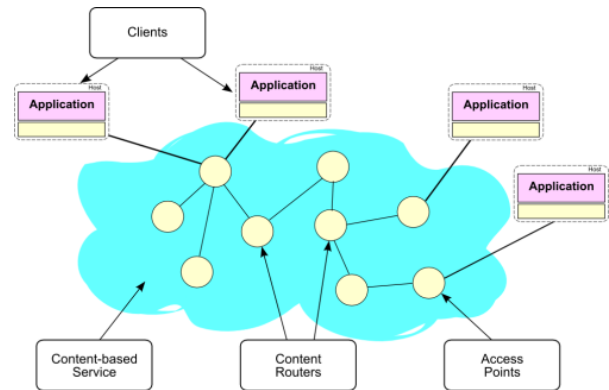 Clients
Host
Application
Host
Application
Host
Application
Host
Application
Content-based
Service
Content
Routers
Access
Points